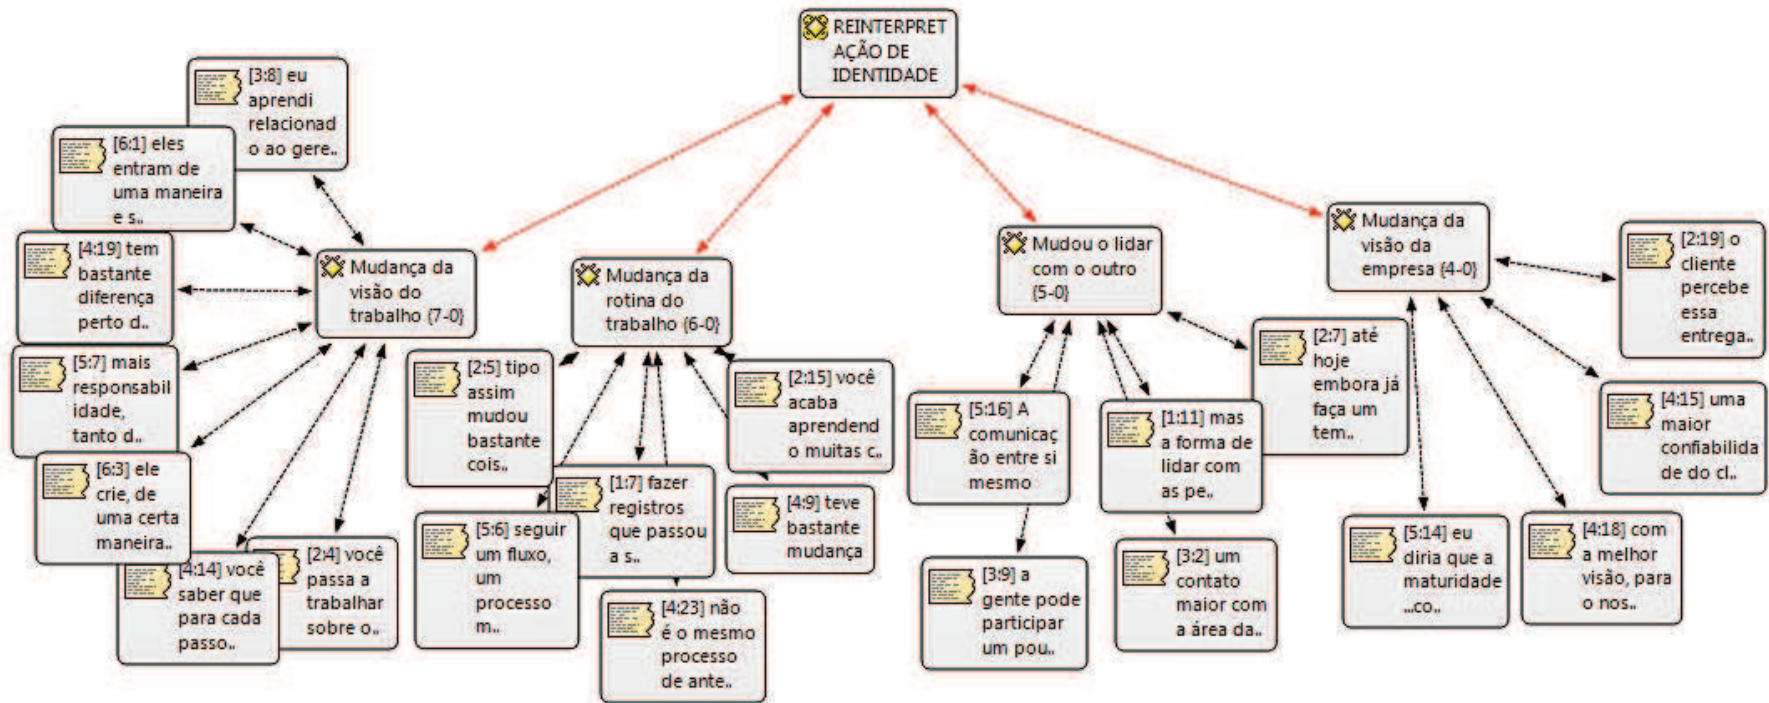 REINTERPRET
AÇÃO DE
IDENTIDADE
[3:8] eu
aprendi
relacionad
o ao gere..
[6:1] eles
entram de
uma maneira
e s..
[4:19] tem
bastante
diferença
perto d..
[5:7] mais
responsabil
idade,
tanto d..
[6:3] ele
crie, de
uma certa
maneira..
[4:14] você
saber que
para cada
passo..
[2:4] você
passa a
trabalhar
sobre o..
Mudança da
visão do
trabalho {7-0}
Mudança da
rotina do
trabalho {6-0}
[2:5] tipo
assim
mudou
bastante
cois..
[5:6] seguir
um fluxo,
um
processo
m..
[1:7] fazer
registros
que passou
a s..
[4:23] não
é o mesmo
processo
de ante..
[2:15] você
acaba
aprendend
o muitas c..
[4:9] teve
bastante
mudança
Mudou o lidar
com o outro
{5-0}
[5:16] A
comunicaç
ão entre si
mesmo
[3:9] a
gente pode
participar
um pou..
[1:11] mas
a forma de
lidar com
as pe..
[3:2] um
contato
maior com
a área da..
[2:7] até
hoje
embora já
faça um
tem..
Mudança da
visão da
empresa {4-0}
[2:19] o
cliente
percebe
essa
entrega..
[4:15] uma
maior
confiabilida
de do cl..
[5:14] eu
diria que a
maturidade
...co..
[4:18] com
a melhor
visão, para
o nos..